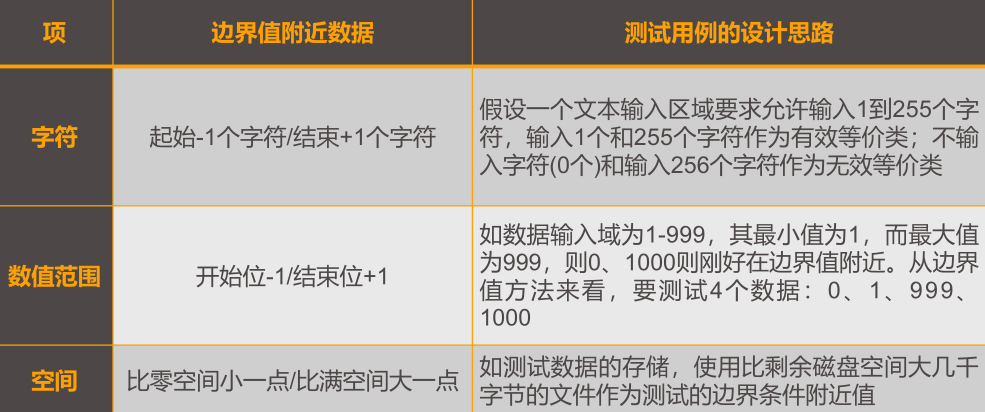 项
边界值附近数据
测试用例的设计思路
字符
起始-1个字符/结束+1个字符
假设一个文本输入区域要求允许输入1到255个字
符，输入1个和255个字符作为有效等价类；不输
入字符(0个)和输入256个字符作为无效等价类
数值范围
开始位-1/结束位+1
如数据输入域为1-999，其最小值为1，而最大值
为999，则0、1000则刚好在边界值附近。从边界
值方法来看，要测试4个数据：0、1、999、
1000
空间
比零空间小一点/比满空间大一点
如测试数据的存储，使用比剩余磁盘空间大几千
字节的文件作为测试的边界条件附近值